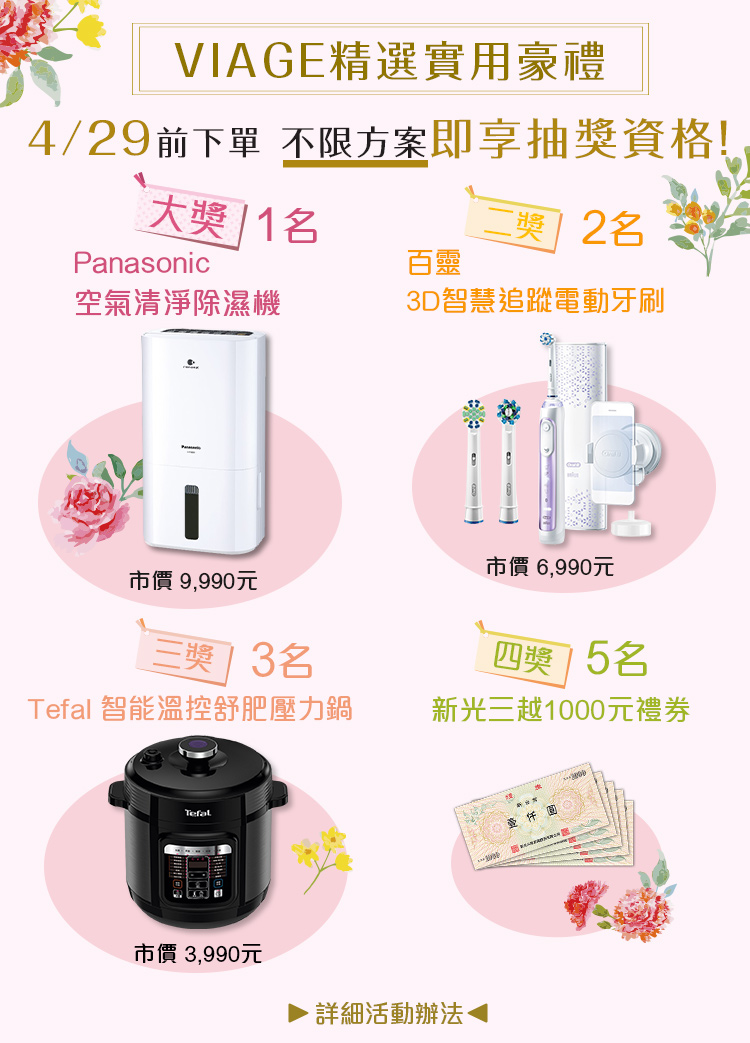 VIAGE精選實用豪禮
4/29前下單 不限方案即享抽獎資格!
大獎 1名
Panasonic
空氣清淨除濕機
Panasonic
市價 9,990元
二獎 2名
百靈
3D智慧追蹤電動牙刷
市價 6,990元
三獎 3名
Tefal 智能溫控舒肥壓力鍋
Tefal
市價 3,990元
四獎 5名
新光三越1000元禮券
禮 券
新台幣
壹仟圓
▶詳細活動辦法◀